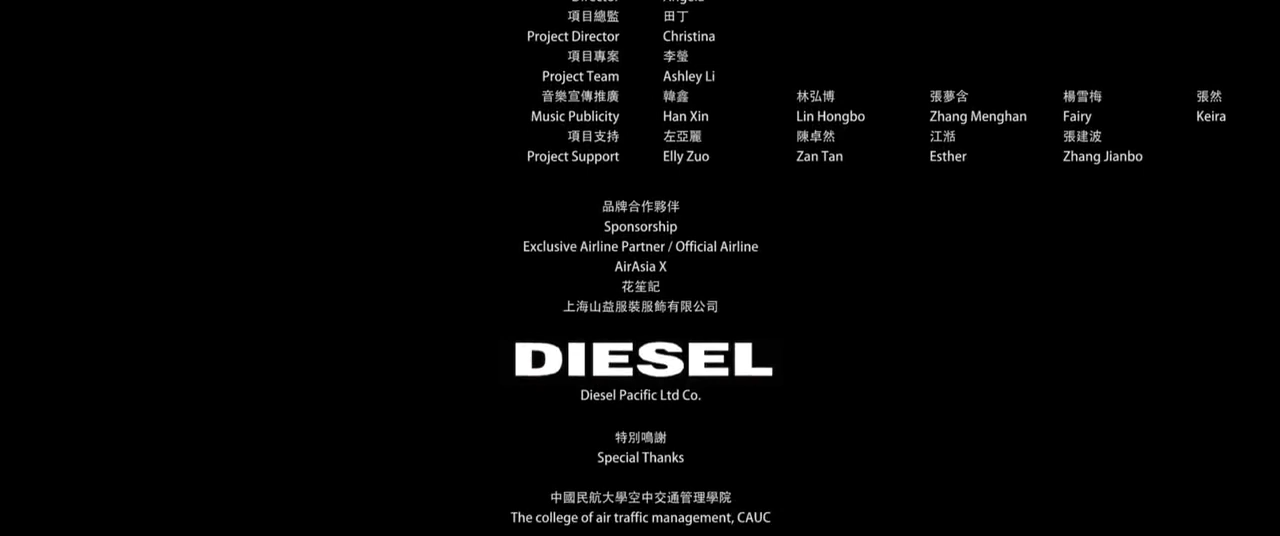 項目總監 田丁
Project Director Christina
項目專案 李瑩
Project Team Ashley Li
音樂宣傳推廣 韓鑫 林弘博 張夢含 楊雪梅 張然
Music Publicity Han Xin Lin Hongbo Zhang Menghan Fairy Keira
項目支持 左亞麗 陳卓然 江湉 張建波
Project Support Elly Zuo Zan Tan Esther Zhang Jianbo
品牌合作夥伴
Sponsorship
Exclusive Airline Partner / Official Airline
AirAsia X
花笙記
上海山益服裝服飾有限公司
DIESEL
Diesel Pacific Ltd Co.
特別鳴謝
Special Thanks
中國民航大學空中交通管理學院
The college of air traffic management, CAUC